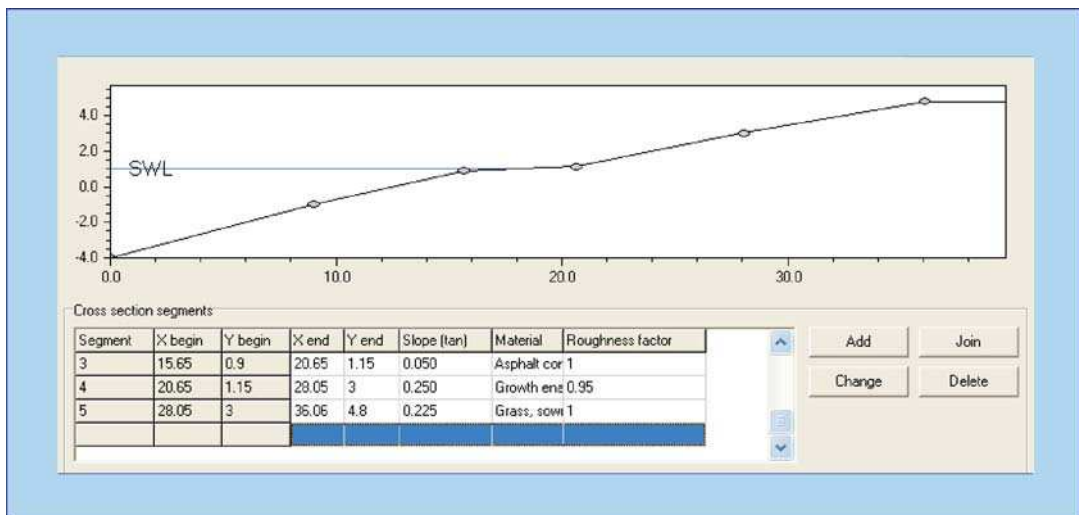 4.0
2.0
SWL
0.0
-2.0
-4.0
0.0 10.0 20.0 30.0
Cross section segments
Segment X begin Y begin X end Y end Slope (tan) Material Roughness factor
3 15.65 0.9 20.65 1.15 0.050 Asphalt cor 1
4 20.65 1.15 28.05 3 0.250 Growth ena 0.95
5 28.05 3 36.06 4.8 0.225 Grass, sow 1
Add Join
Change Delete